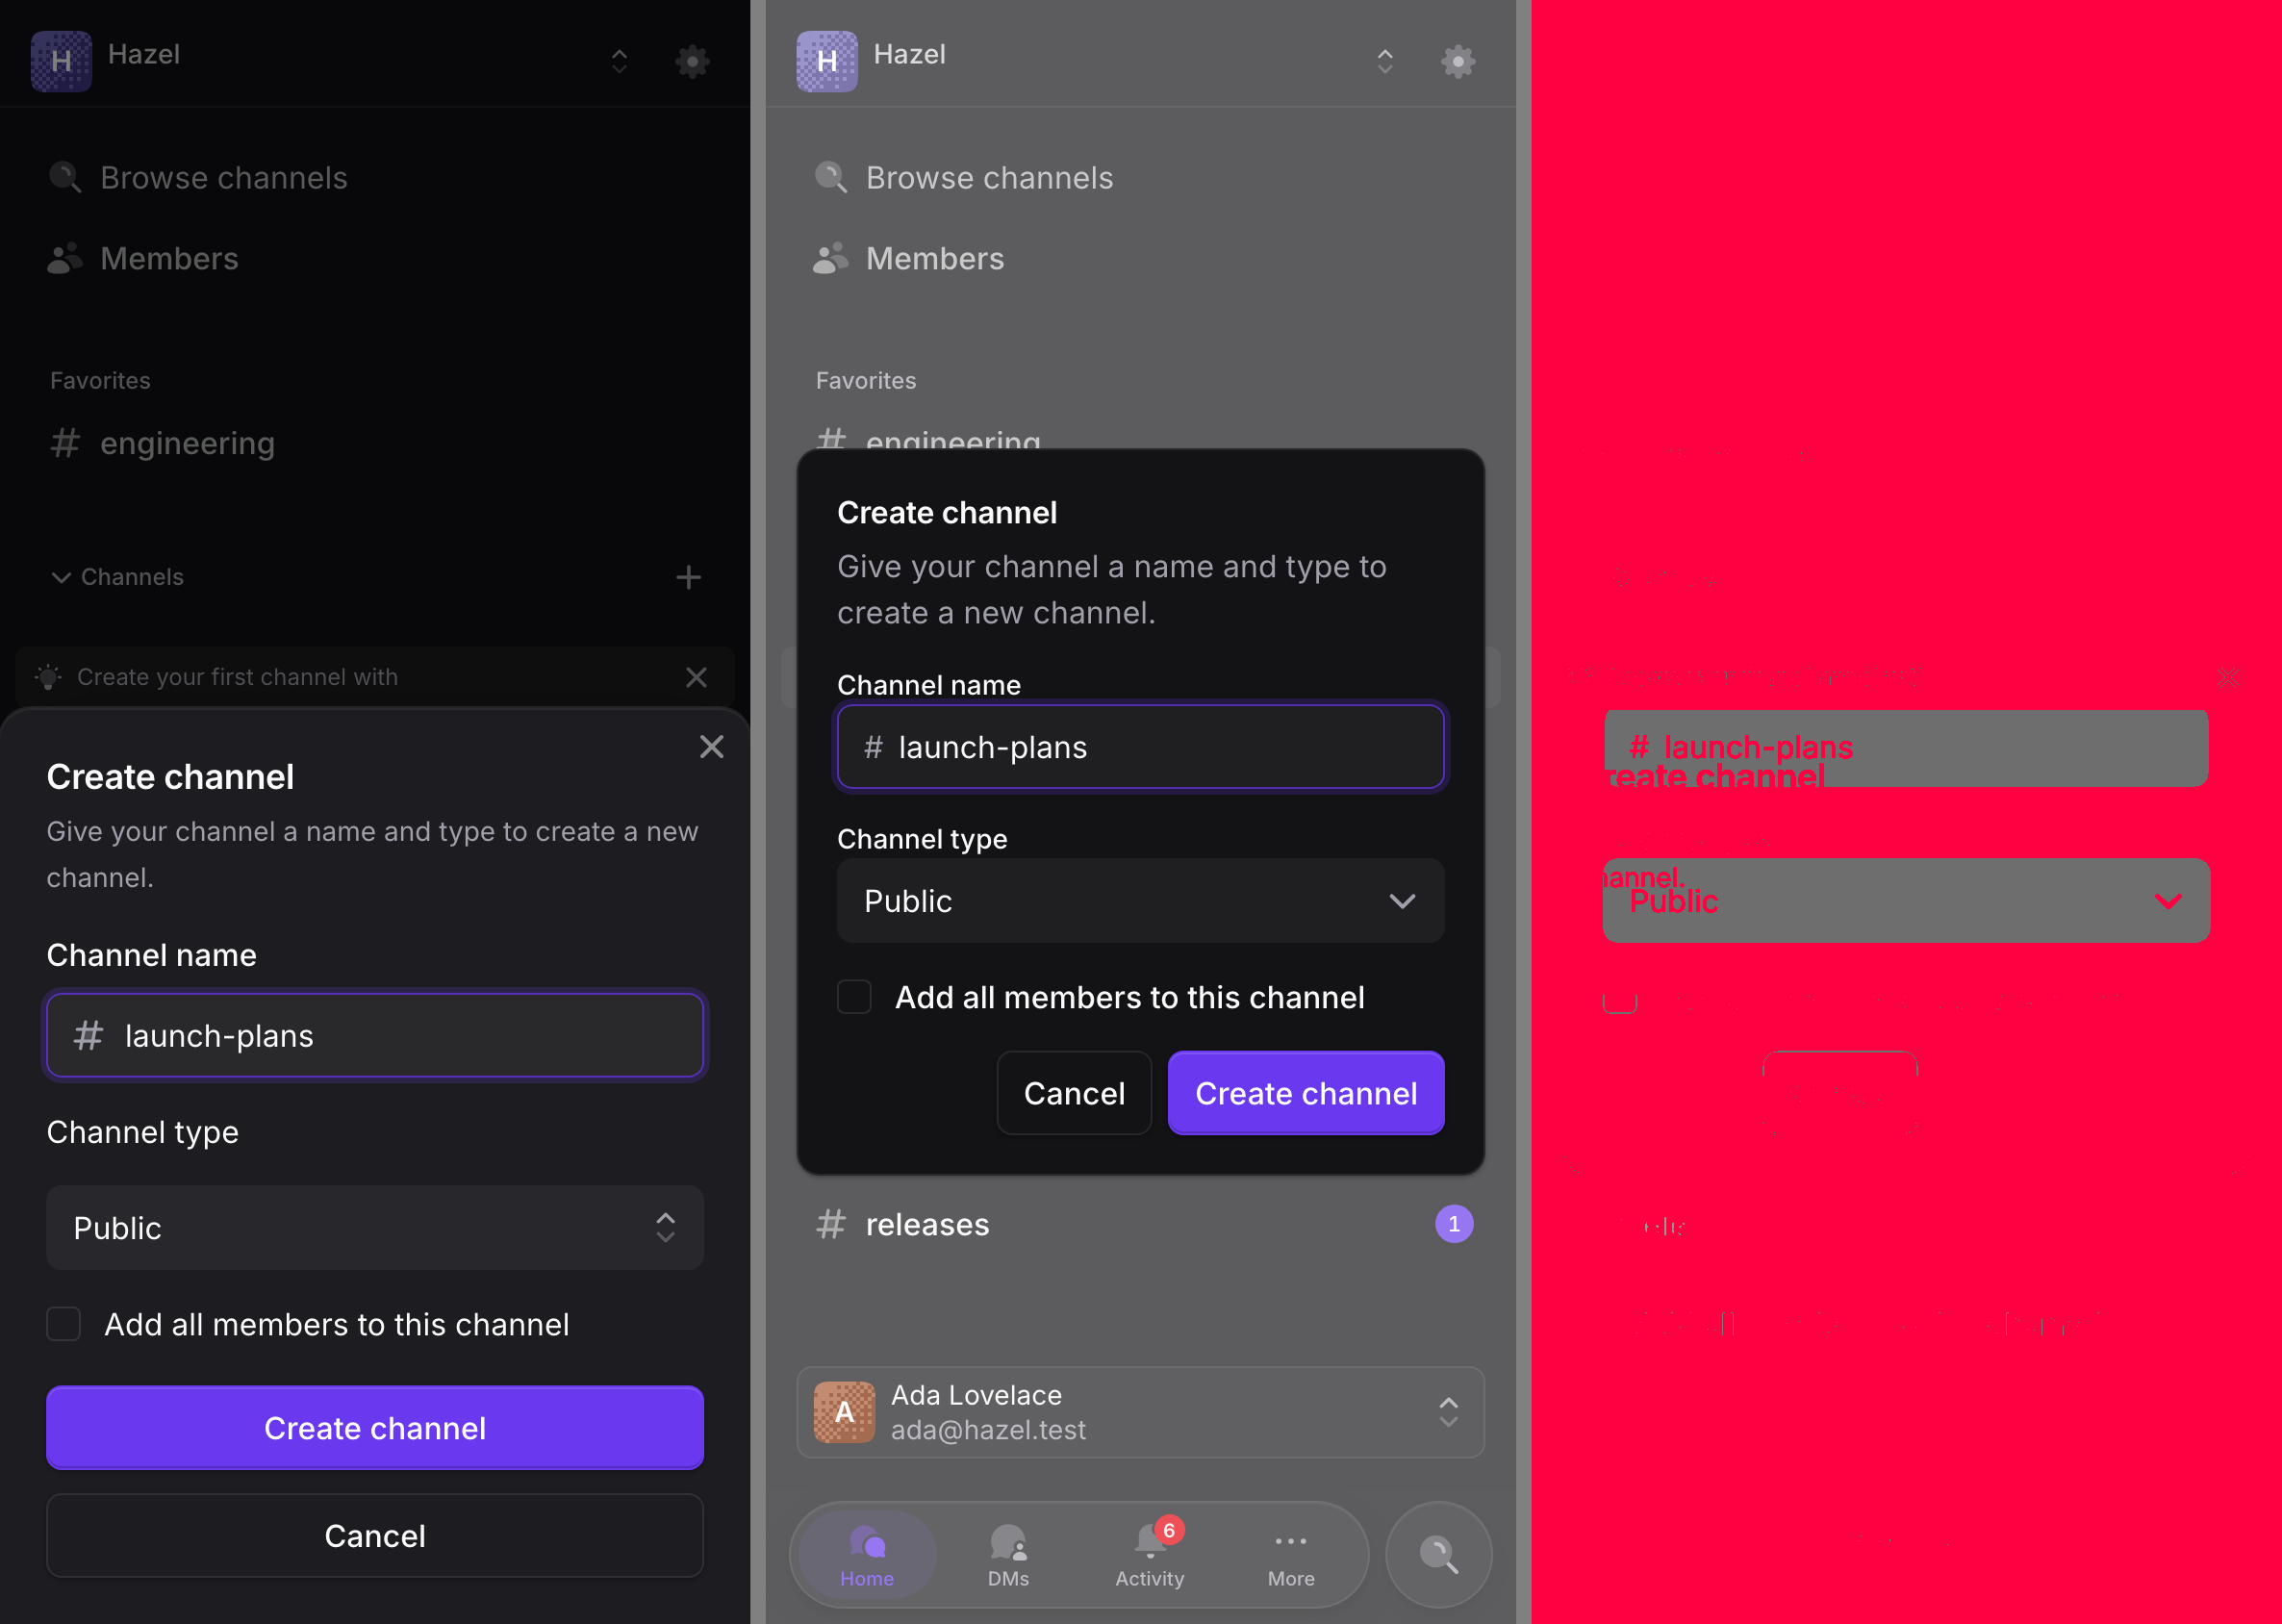 H Hazel
Browse channels
Members
Favorites
# engineering
Channels
Create your first channel with
Create channel
Give your channel a name and type to create a new
channel.
Channel name
# launch-plans
Channel type
Public
Add all members to this channel
Create channel
Cancel
H Hazel
Browse channels
Members
Favorites
# engineering
Create channel
Give your channel a name and type to
create a new channel.
Channel name
# launch-plans
Channel type
Public
Add all members to this channel
Cancel Create channel
# releases 1
A Ada Lovelace
ada@hazel.test
6
Home DMs Activity More
# launch-plans
reate channel
hannel.
Public